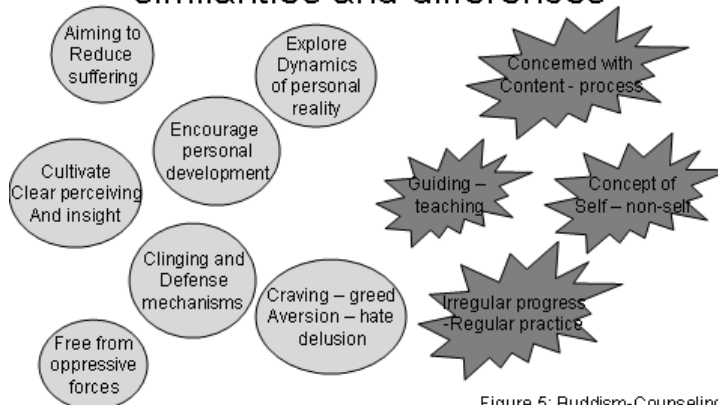 similarities and differences
Aiming to
Reduce
suffering
Explore
Dynamics
of personal
reality
Encourage
personal
development
Cultivate
Clear perceiving
And insight
Clinging and
Defense
mechanisms
Craving – greed
Aversion – hate
delusion
Free from
oppressive
forces
Concerned with
Content - process
Guiding –
teaching
Concept of
Self – non-self
Irregular progress
-Regular practice
Figure 5: Buddism-Counseling